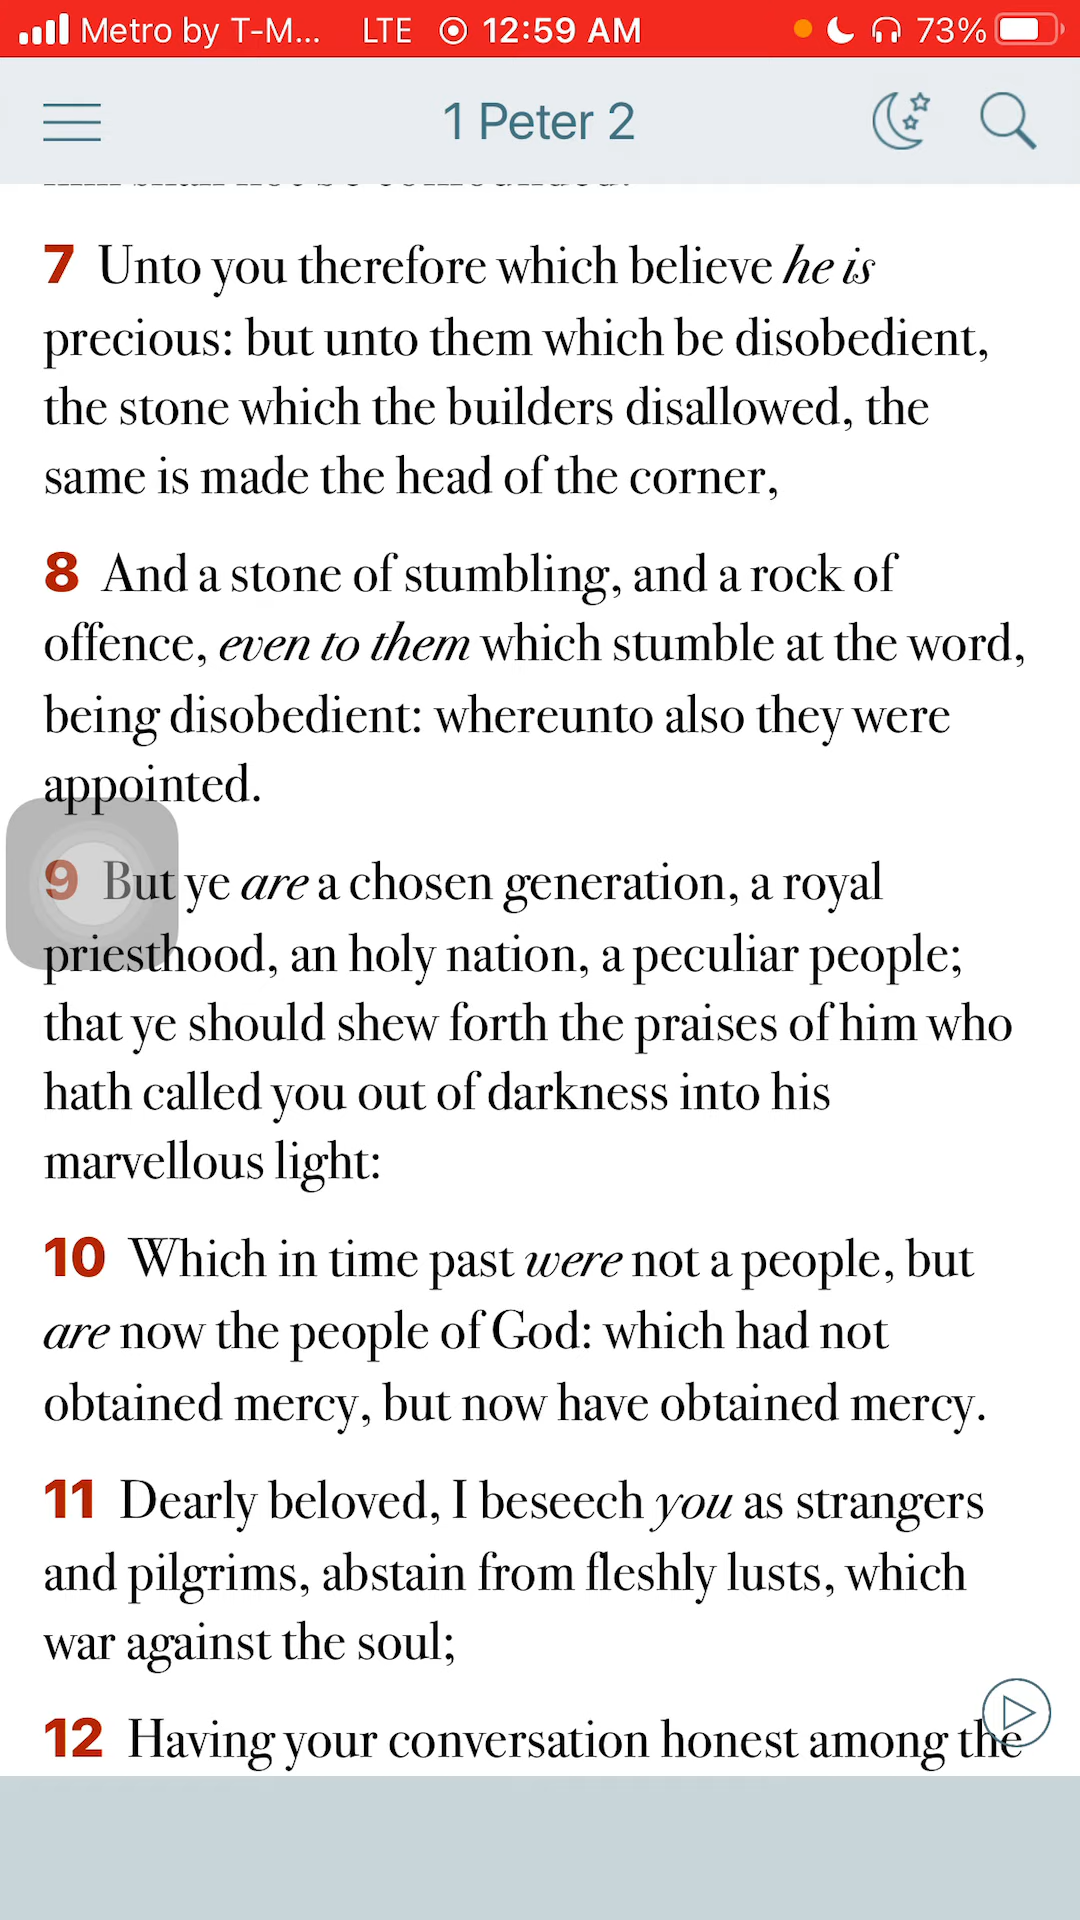 Metro by T-M... LTE 12:59 AM 73%
1 Peter 2
7 Unto you therefore which believe he is
precious: but unto them which be disobedient,
the stone which the builders disallowed, the
same is made the head of the corner,
8 And a stone of stumbling, and a rock of
offence, even to them which stumble at the word,
being disobedient: whereunto also they were
appointed.
9 But ye are a chosen generation, a royal
priesthood, an holy nation, a peculiar people;
that ye should shew forth the praises of him who
hath called you out of darkness into his
marvellous light:
10 Which in time past were not a people, but
are now the people of God: which had not
obtained mercy, but now have obtained mercy.
11 Dearly beloved, I beseech you as strangers
and pilgrims, abstain from fleshly lusts, which
war against the soul;
12 Having your conversation honest among the